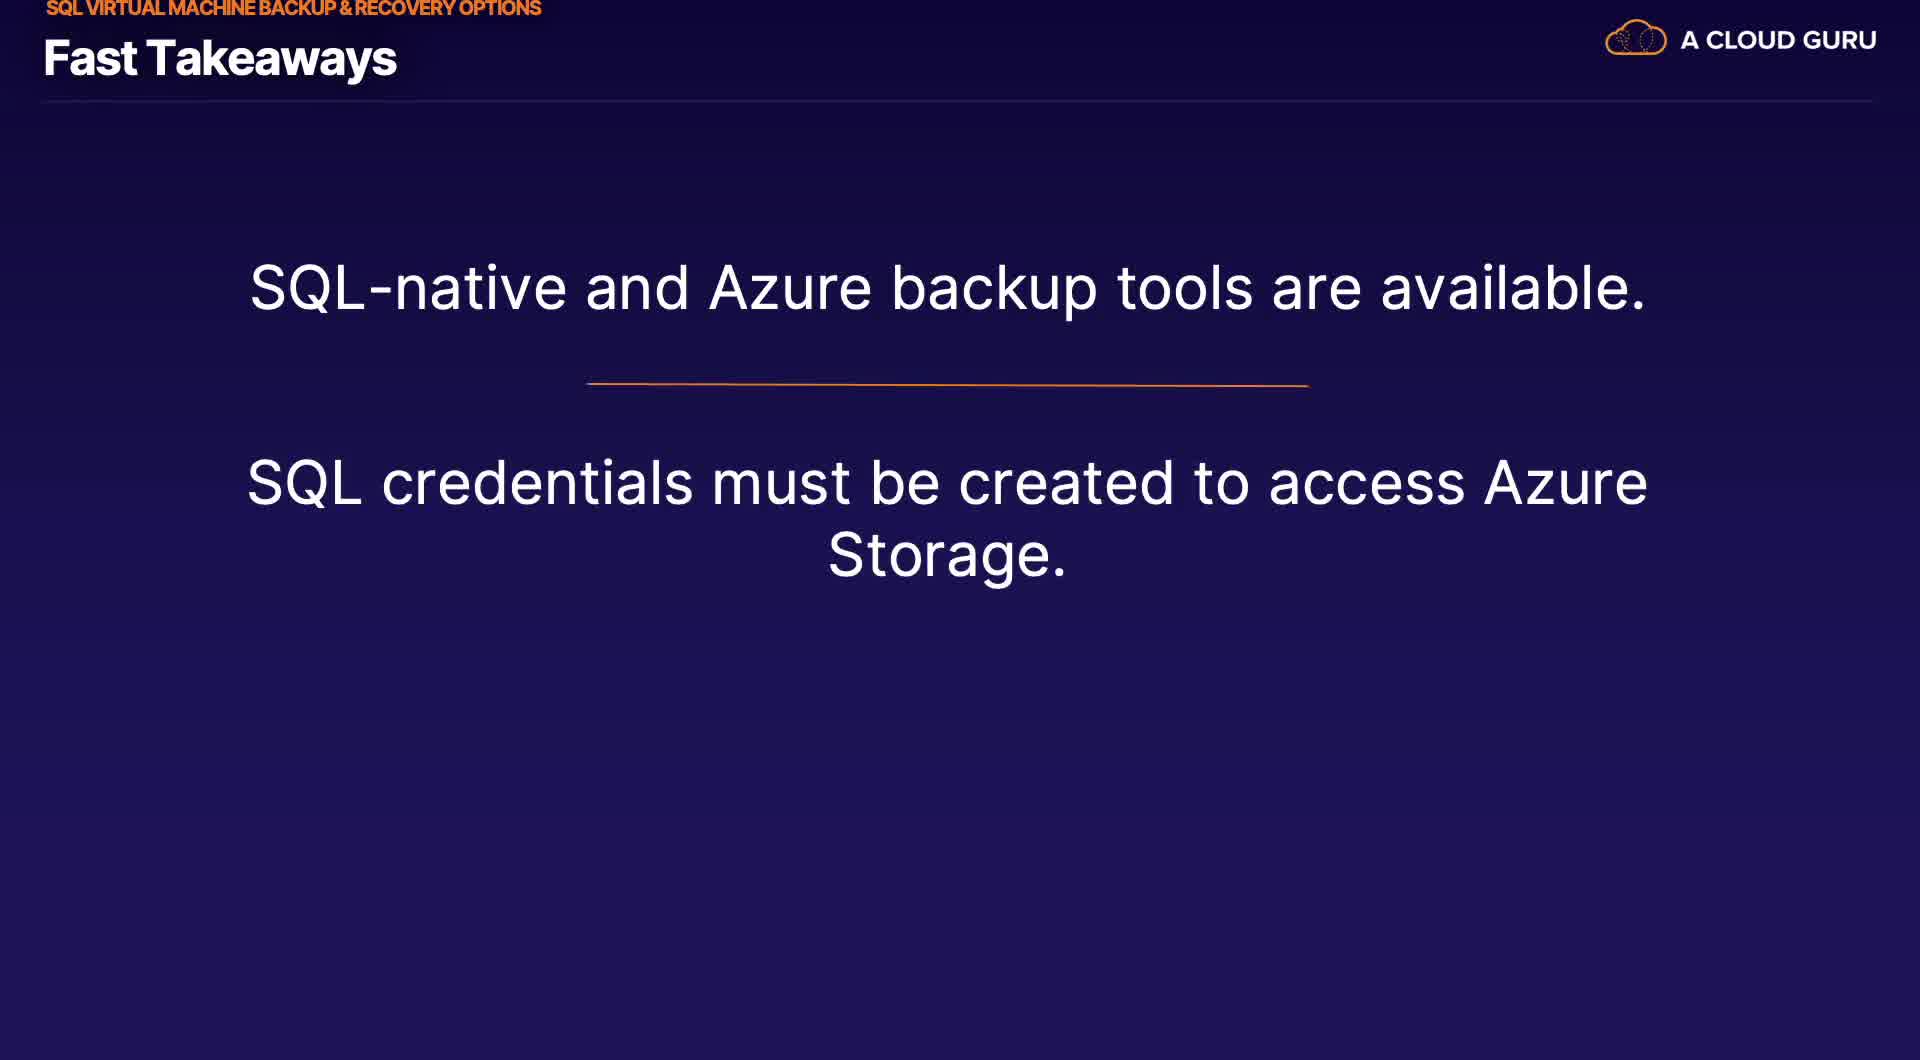 SQL VIRTUAL MACHINE BACKUP & RECOVERY OPTIONS
Fast Takeaways
A CLOUD GURU
SQL-native and Azure backup tools are available.
SQL credentials must be created to access Azure
Storage.